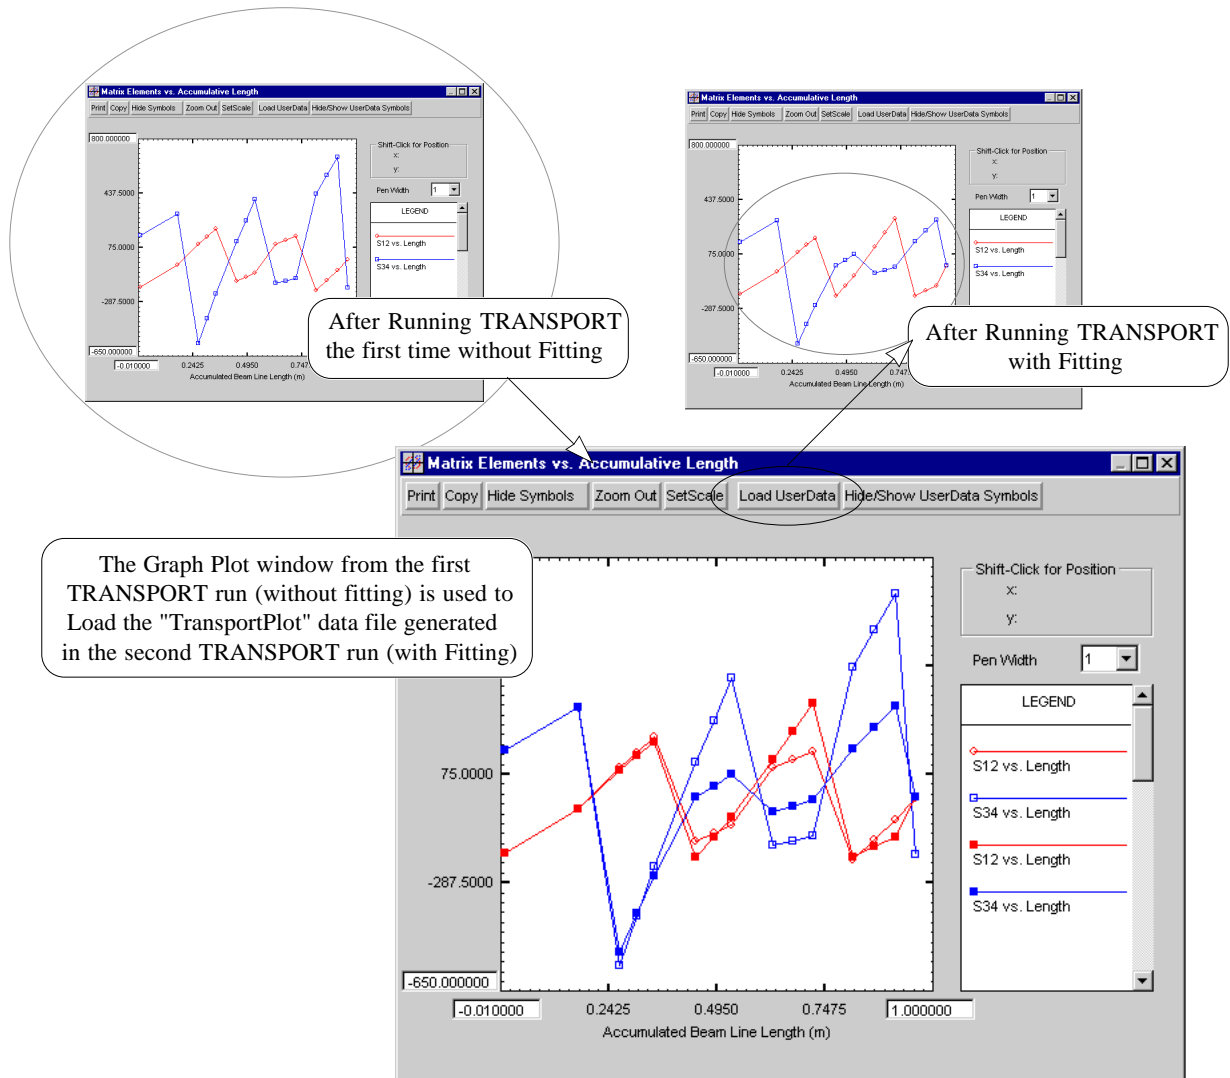 Matrix Elements vs. Accumulative Length
Print Copy Hide Symbols Zoom Out SetScale Load UserData Hide/Show UserData Symbols
800.000000
437.5000
75.0000
-287.5000
-650.000000
-0.010000 0.2425 0.4950 0.747
Accumulated Beam Line Length (m)
Shift-Click for Position
x:
y:
Pen Width 1
LEGEND
S12 vs. Length
S34 vs. Length
After Running TRANSPORT
the first time without Fitting
Matrix Elements vs. Accumulative Length
Print Copy Hide Symbols Zoom Out SetScale Load UserData Hide/Show UserData Symbols
800.000000
437.5000
75.0000
-287.5000
-650.000000
-0.010000 0.2425 0.4950 0.747
Accumulated Beam Line Length (m)
Shift-Click for Position
x:
y:
Pen Width 1
LEGEND
S12 vs. Length
S34 vs. Length
After Running TRANSPORT
with Fitting
Matrix Elements vs. Accumulative Length
Print Copy Hide Symbols Zoom Out SetScale Load UserData Hide/Show UserData Symbols
The Graph Plot window from the first
TRANSPORT run (without fitting) is used to
Load the "TransportPlot" data file generated
in the second TRANSPORT run (with Fitting)
75.0000
-287.5000
-650.000000
-0.010000 0.2425 0.4950 0.7475 1.000000
Accumulated Beam Line Length (m)
Shift-Click for Position
x:
y:
Pen Width 1
LEGEND
S12 vs. Length
S34 vs. Length
S12 vs. Length
S34 vs. Length